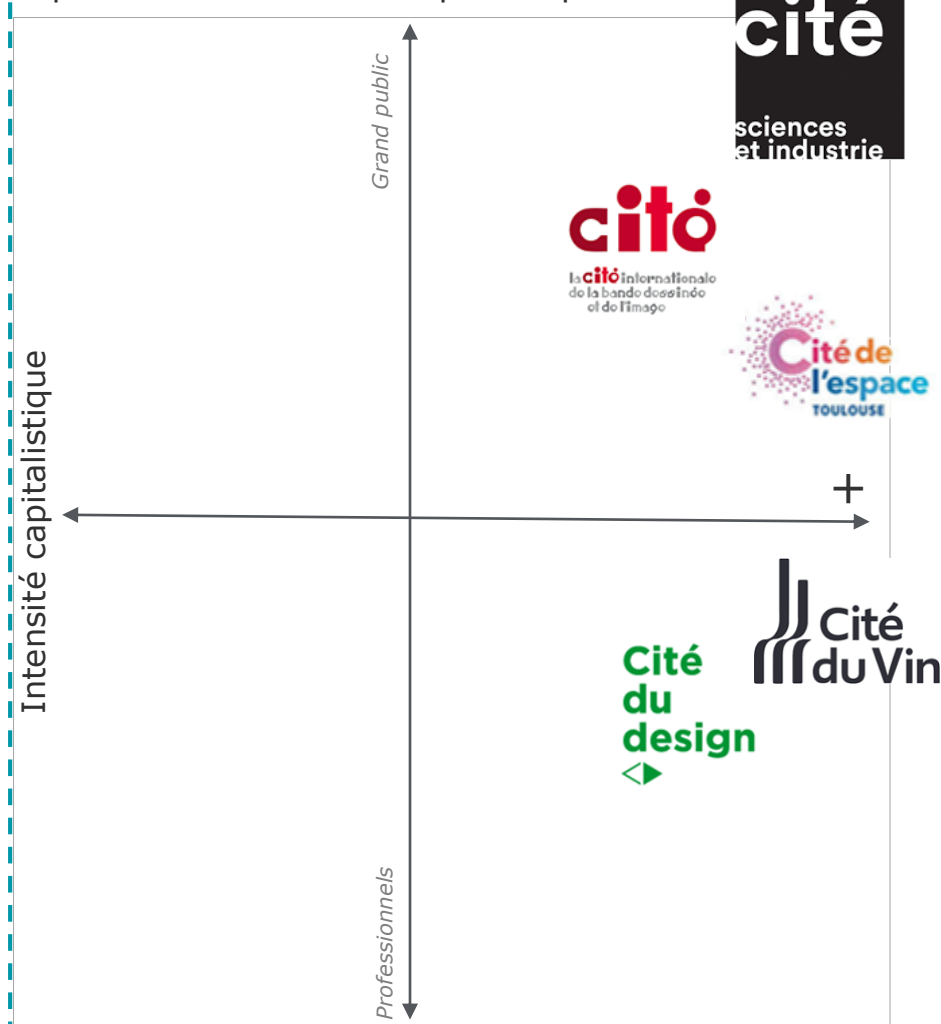 cité
sciences
et industrie
Grand public
cité
la cité internationale
de la bande dessinée
et de l'image
Cité de
l'espace
TOULOUSE
Intensité capitalistique
+
Cité
du Vin
Cité
du
design
Professionnels